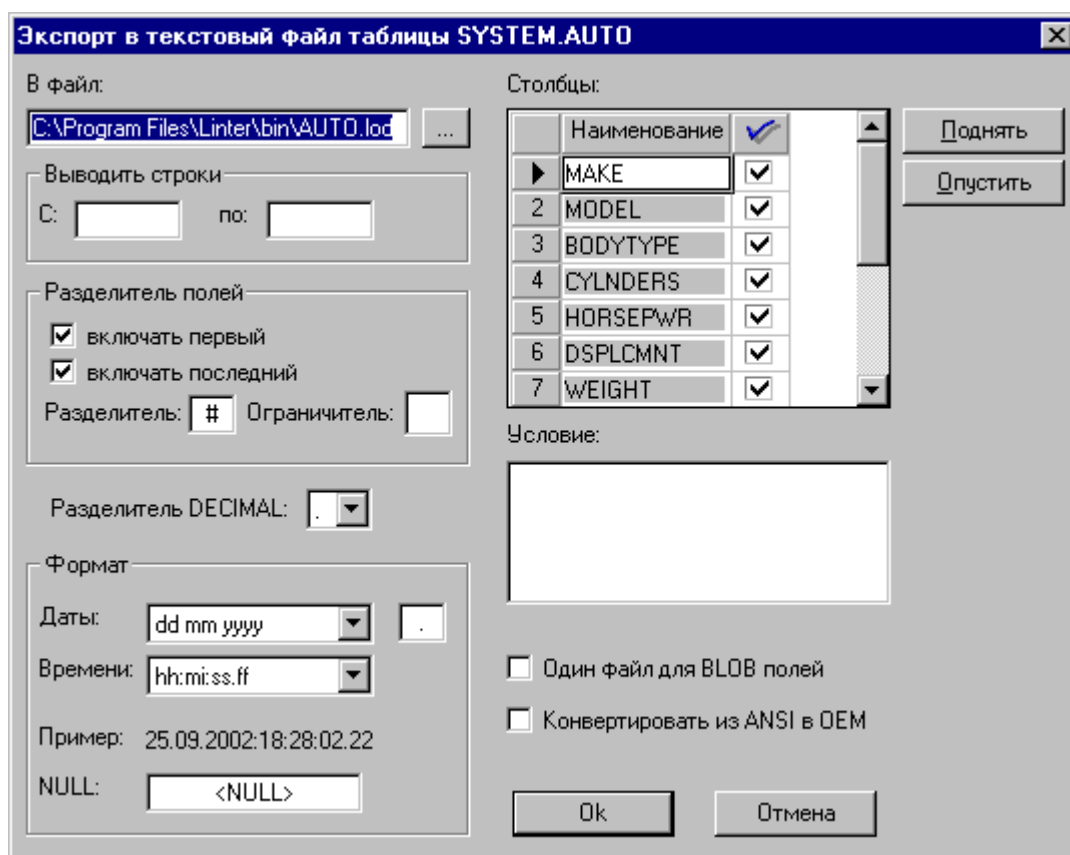 Экспорт в текстовый файл таблицы SYSTEM.AUTO
В файл:
C:\Program Files\Linter\bin\AUTO.lod
...
Выводить строки
С: по:
Разделитель полей
включать первый
включать последний
Разделитель: # Ограничитель:
Разделитель DECIMAL: .
Формат
Даты: dd mm yyyy .
Времени: hh:mi:ss.ff
Пример: 25.09.2002:18:28:02.22
NULL: <NULL>
Столбцы:
Наименование
MAKE
2 MODEL
3 BODYTYPE
4 CYLNDERS
5 HORSEPWR
6 DSPLCMNT
7 WEIGHT
Поднять
Опустить
Условие:
Один файл для BLOB полей
Конвертировать из ANSI в OEM
Ok Отмена